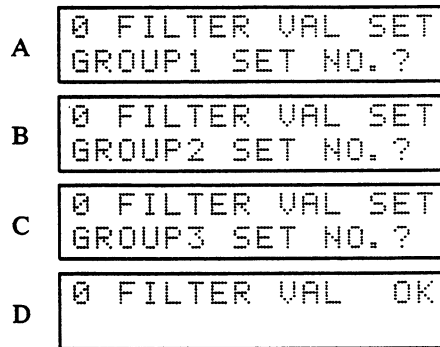 A
0 FILTER VAL SET
GROUP1 SET NO.?
B
0 FILTER VAL SET
GROUP2 SET NO.?
C
0 FILTER VAL SET
GROUP3 SET NO.?
D
0 FILTER VAL OK